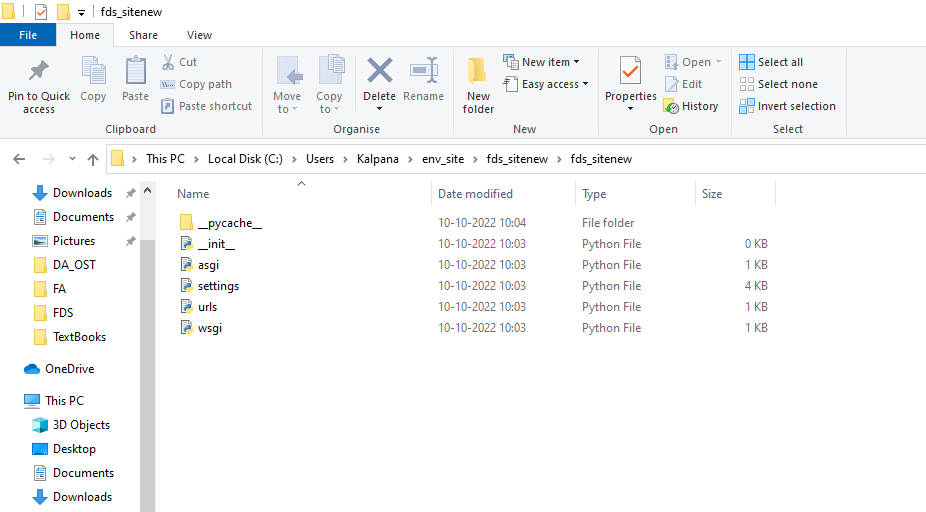 fds_sitenew
File Home Share View
Pin to Quick access
Copy
Paste
Cut
Copy path
Paste shortcut
Clipboard
Move to
Copy to
Delete
Rename
Organise
New folder
New item
Easy access
New
Properties
Open
Edit
History
Open
Select all
Select none
Invert selection
Select
This PC > Local Disk (C:) > Users > Kalpana > env_site > fds_sitenew > fds_sitenew
Downloads
Documents
Pictures
DA_OST
FA
FDS
TextBooks
OneDrive
This PC
3D Objects
Desktop
Documents
Downloads
Name Date modified Type Size
__pycache__ 10-10-2022 10:04 File folder
__init__ 10-10-2022 10:03 Python File 0 KB
asgi 10-10-2022 10:03 Python File 1 KB
settings 10-10-2022 10:03 Python File 4 KB
urls 10-10-2022 10:03 Python File 1 KB
wsgi 10-10-2022 10:03 Python File 1 KB